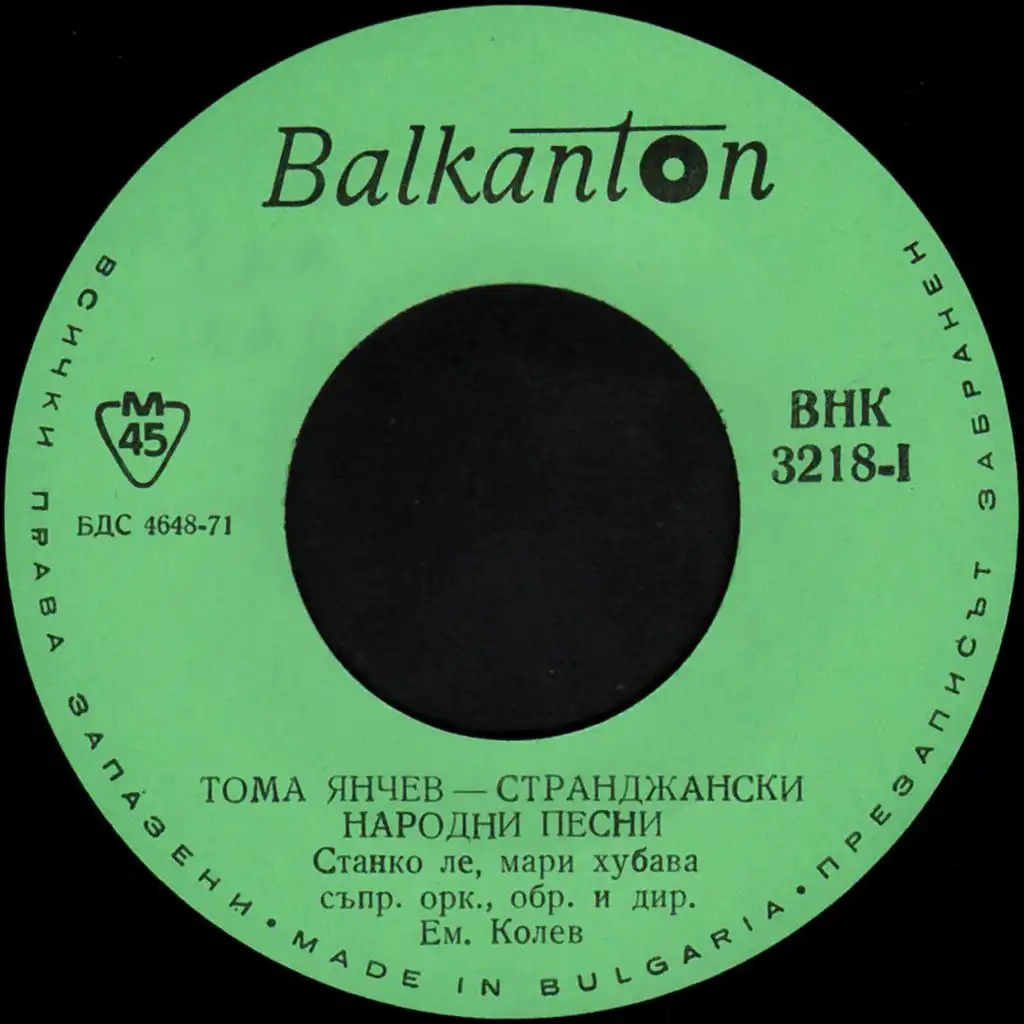 Balkanton
M
45
БДС 4648-71
ВНК
3218-I
ТОМА ЯНЧЕВ — СТРАНДЖАНСКИ
НАРОДНИ ПЕСНИ
Станко ле, мари хубава
съпр. орк., обр. и дир.
Ем. Колев
ВСИЧКИ ПРАВА ЗАПАЗЕНИ • MADE IN BULGARIA • ПРЕЗАПИСЪТ ЗАБРАНЕН